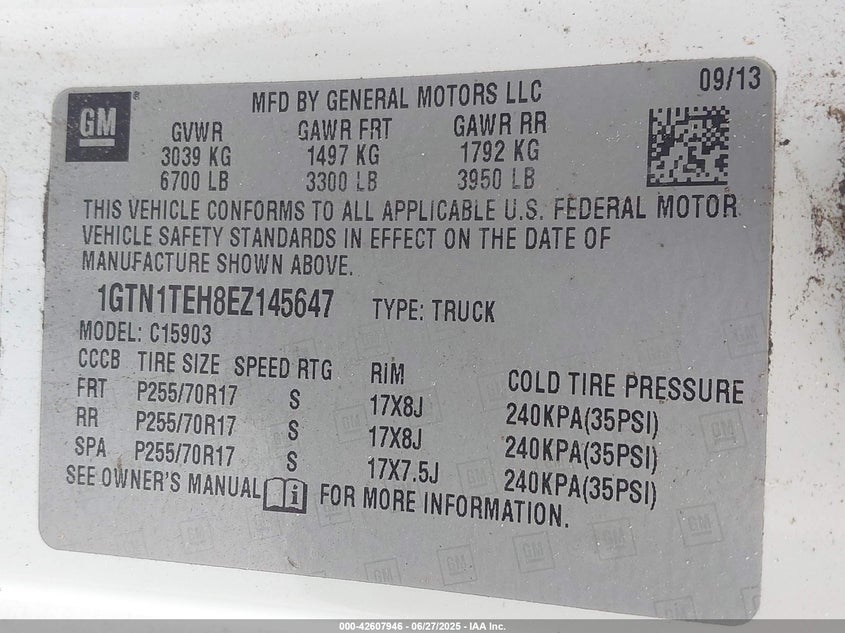 09/13
GM ®
MFD BY GENERAL MOTORS LLC
GVWR GAWR FRT GAWR RR
3039 KG 1497 KG 1792 KG
6700 LB 3300 LB 3950 LB
THIS VEHICLE CONFORMS TO ALL APPLICABLE U.S. FEDERAL MOTOR
VEHICLE SAFETY STANDARDS IN EFFECT ON THE DATE OF
MANUFACTURE SHOWN ABOVE.
1GTN1TEH8EZ145647 TYPE: TRUCK
MODEL: C15903
CCCB TIRE SIZE SPEED RTG RIM COLD TIRE PRESSURE
FRT P255/70R17 S 17X8J 240KPA(35PSI)
RR P255/70R17 S 17X8J 240KPA(35PSI)
SPA P255/70R17 S 17X7.5J 240KPA(35PSI)
SEE OWNER'S MANUAL i FOR MORE INFORMATION.
000-42607946 - 06/27/2025 - IAA Inc.